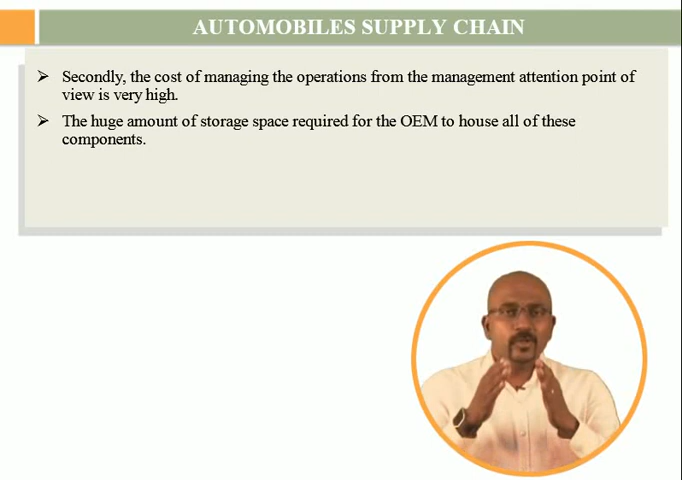 AUTOMOBILES SUPPLY CHAIN
➢ Secondly, the cost of managing the operations from the management attention point of
view is very high.
➢ The huge amount of storage space required for the OEM to house all of these
components.